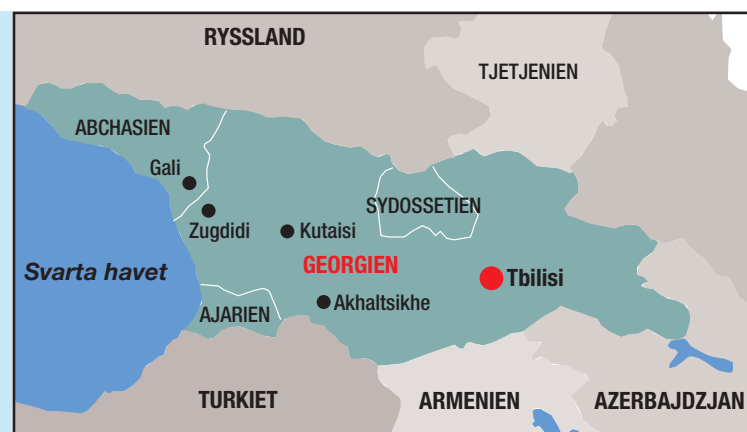 RYSSLAND
TJETJENIEN
ABCHASIEN
Gali
SYDOSSETIEN
Zugdidi
Kutaisi
Svarta havet
GEORGIEN
Tbilisi
Akhaltsikhe
AJARIEN
TURKIET
ARMENIEN
AZERBAJDZJAN